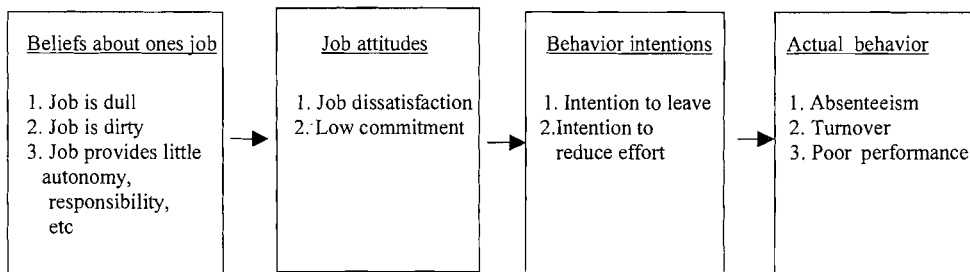 Beliefs about ones job
1. Job is dull
2. Job is dirty
3. Job provides little
autonomy,
responsibility,
etc
Job attitudes
1. Job dissatisfaction
2. Low commitment
Behavior intentions
1. Intention to leave
2.Intention to
reduce effort
Actual behavior
1. Absenteeism
2. Turnover
3. Poor performance